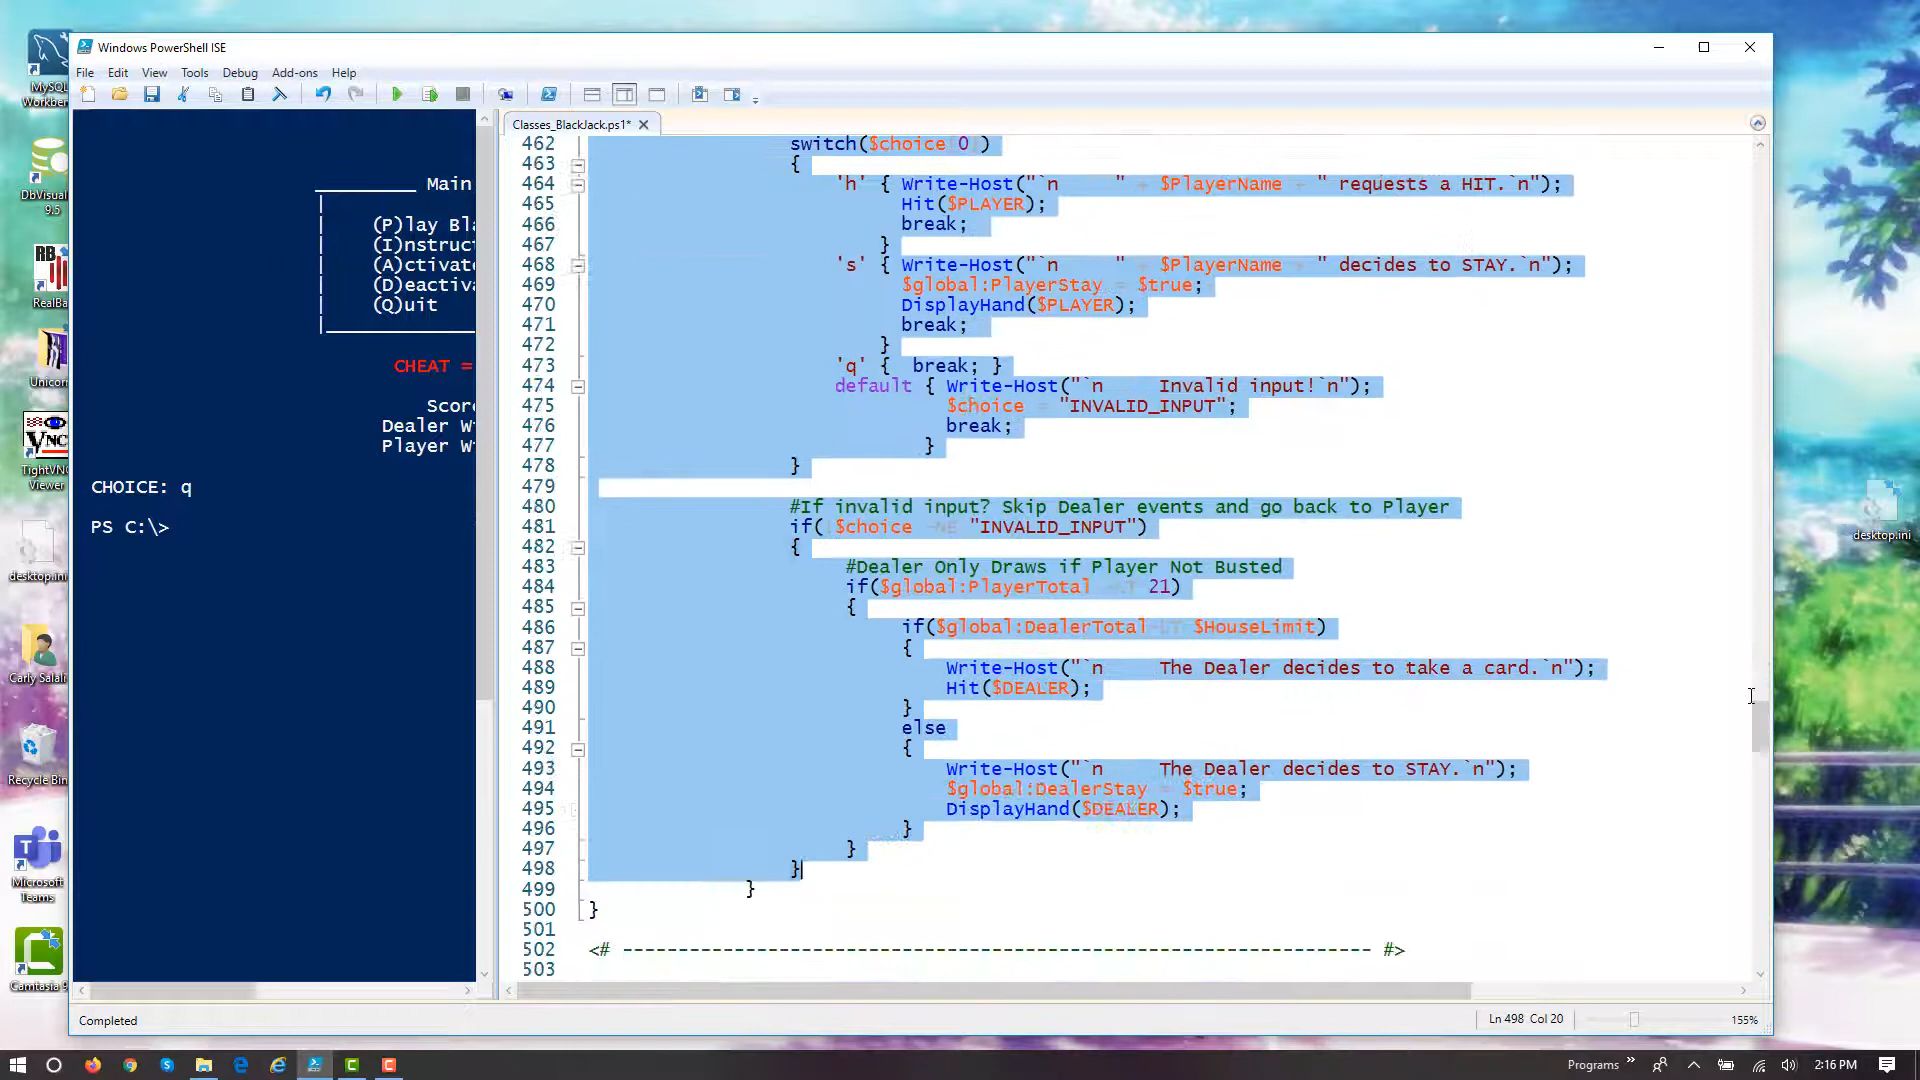 Windows PowerShell ISE
File Edit View Tools Debug Add-ons Help
Classes_BlackJack.ps1*
MySQL
Workben
DbVisual
9.5
RealBa
Unicor
TightVNC
Viewer
desktop.ini
Carly Salali
Recycle Bin
Microsoft
Teams
Camtasia 9
desktop.ini
Main
(P)lay Bl
(I)nstruc
(A)ctivat
(D)eactiv
(Q)uit
CHEAT =
Scor
Dealer W
Player W
CHOICE: q
PS C:\>
462 switch($choice 0 )
463 {
464 'h' { Write-Host("`n " + $PlayerName + " requests a HIT.`n");
465 Hit($PLAYER);
466 break;
467 }
468 's' { Write-Host("`n " + $PlayerName + " decides to STAY.`n");
469 $global:PlayerStay = $true;
470 DisplayHand($PLAYER);
471 break;
472 }
473 'q' { break; }
474 default { Write-Host("`n Invalid input!`n");
475 $choice = "INVALID_INPUT";
476 break;
477 }
478 }
479
480 #If invalid input? Skip Dealer events and go back to Player
481 if( $choice -NE "INVALID_INPUT")
482 {
483 #Dealer Only Draws if Player Not Busted
484 if($global:PlayerTotal 21)
485 {
486 if($global:DealerTotal -LT $HouseLimit)
487 {
488 Write-Host("`n The Dealer decides to take a card.`n");
489 Hit($DEALER);
490 }
491 else
492 {
493 Write-Host("`n The Dealer decides to STAY.`n");
494 $global:DealerStay = $true;
495 DisplayHand($DEALER);
496 }
497 }
498 }
499 }
500 }
501
502 <# ------------------------------------------------------------------- #>
503
Completed
Ln 498 Col 20
155%
Programs
2:16 PM